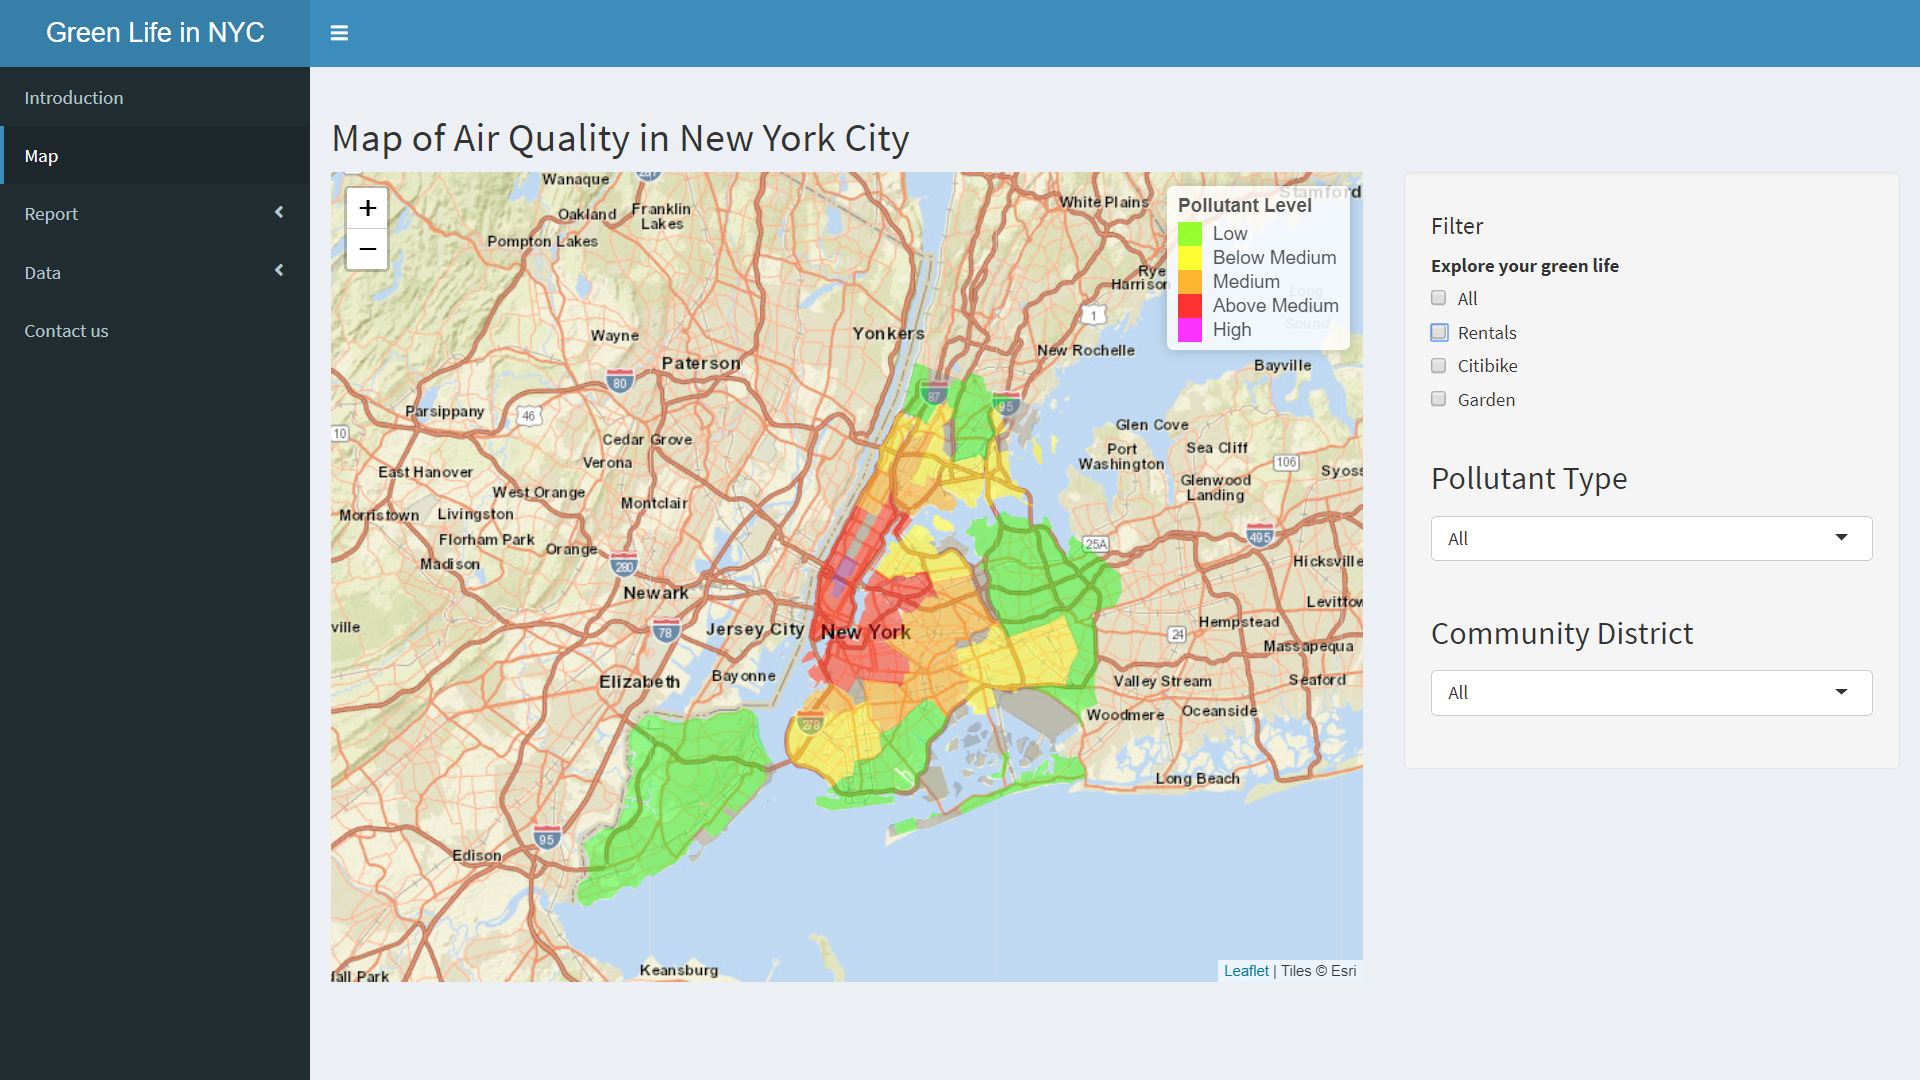 Green Life in NYC
Introduction
Map
Report
Data
Contact us
Map of Air Quality in New York City
+
−
Pollutant Level
Low
Below Medium
Medium
Above Medium
High
Wanaque
Oakland
Franklin
Lakes
Pompton Lakes
White Plains
Stamford
Rye
Harrison
Long
Sound
1
Wayne
Yonkers
New Rochelle
Paterson
Bayville
80
87
95
Parsippany
46
10
Glen Cove
Cedar Grove
Port
Washington
Sea Cliff
106
Verona
East Hanover
Syoss
West Orange
Glenwood
Landing
Montclair
Morristown
Livingston
Florham Park
Orange
25A
495
Madison
280
Hicksville
Newark
Levittow
ville
78
Jersey City
New York
24
Hempstead
Massapequa
Elizabeth
Bayonne
Valley Stream
Seaford
Woodmere
Oceanside
278
Long Beach
95
Edison
Keansburg
Hall Park
Leaflet | Tiles © Esri
Filter
Explore your green life
All
Rentals
Citibike
Garden
Pollutant Type
All
Community District
All